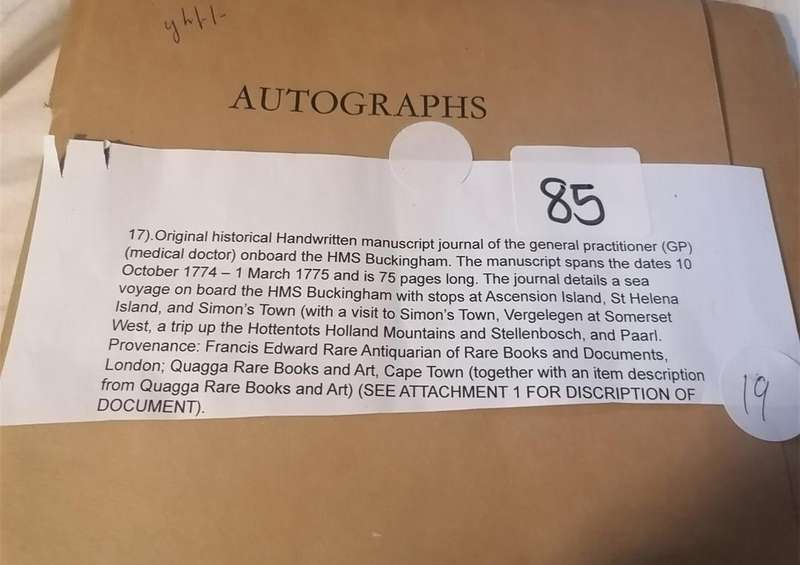 AUTOGRAPHS
85
17).Original historical Handwritten manuscript journal of the general practitioner (GP)
(medical doctor) onboard the HMS Buckingham. The manuscript spans the dates 10
October 1774 – 1 March 1775 and is 75 pages long. The journal details a sea
voyage on board the HMS Buckingham with stops at Ascension Island, St Helena
Island, and Simon's Town (with a visit to Simon's Town, Vergelegen at Somerset
West, a trip up the Hottentots Holland Mountains and Stellenbosch, and Paarl.
Provenance: Francis Edward Rare Antiquarian of Rare Books and Documents,
London; Quagga Rare Books and Art, Cape Town (together with an item description
from Quagga Rare Books and Art) (SEE ATTACHMENT 1 FOR DISCRIPTION OF
DOCUMENT).
19